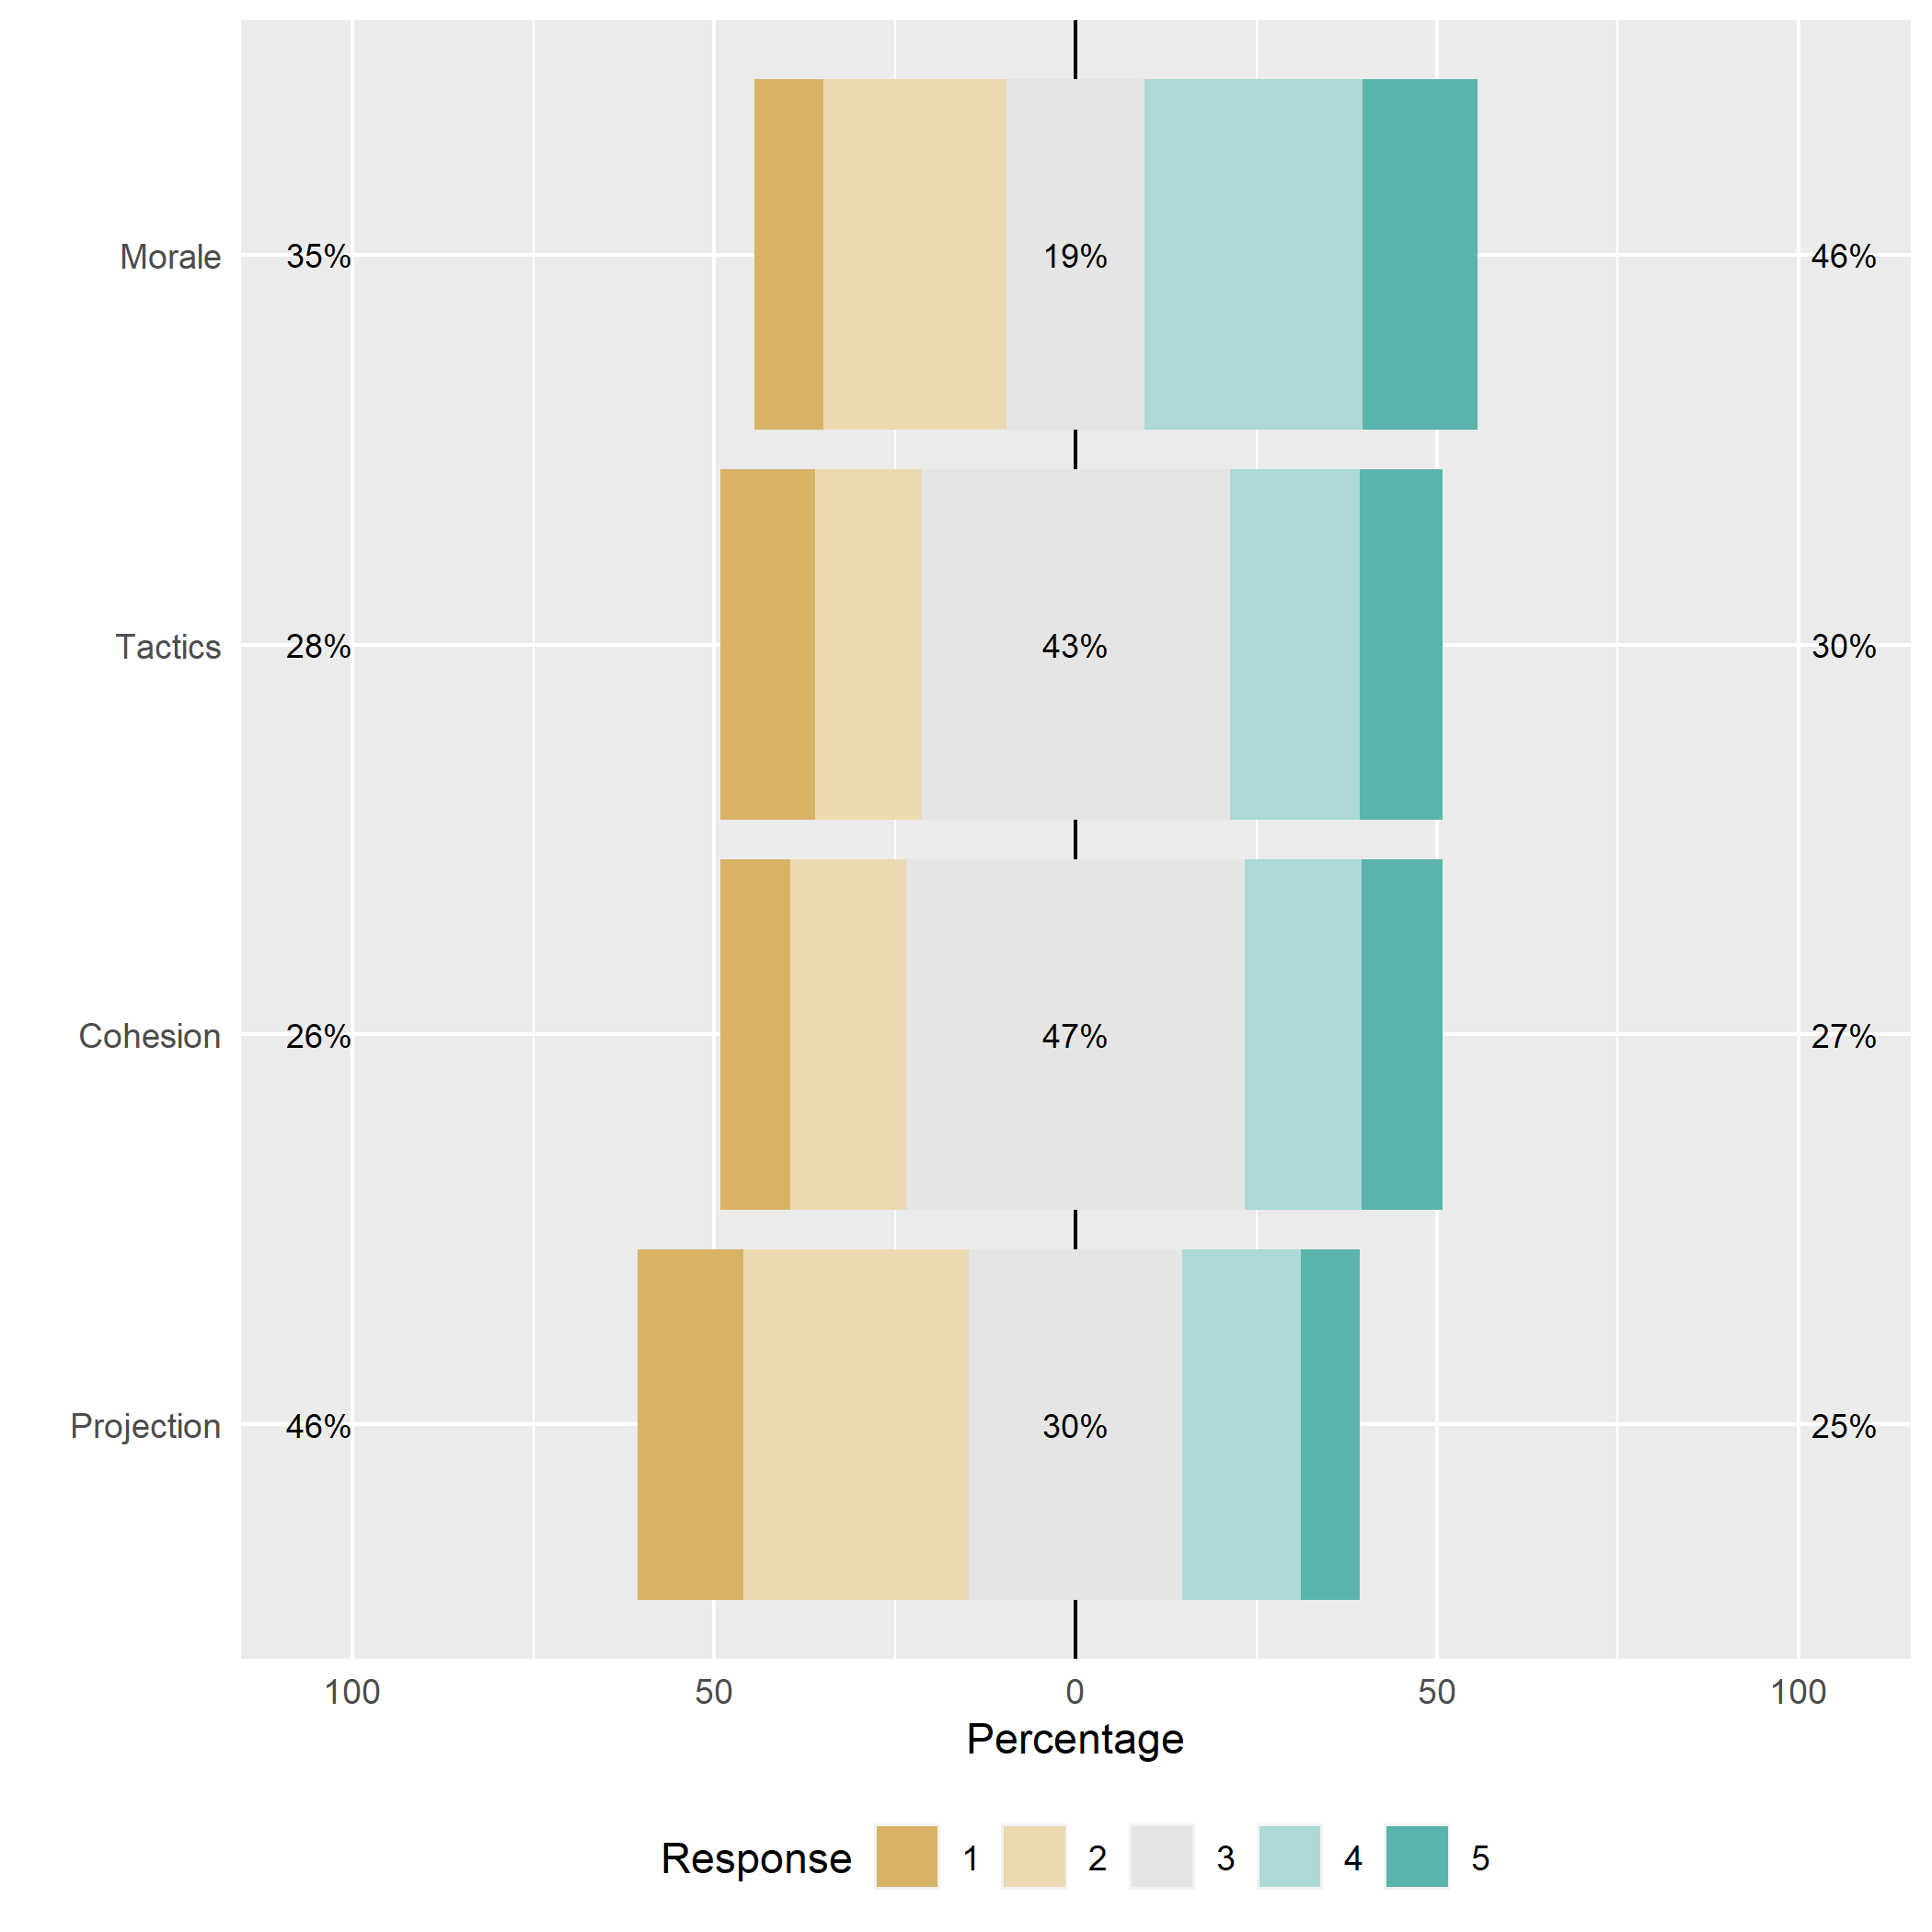 Morale 35% 19% 46%
Tactics 28% 43% 30%
Cohesion 26% 47% 27%
Projection 46% 30% 25%
100 50 0 50 100
Percentage
Response 1 2 3 4 5